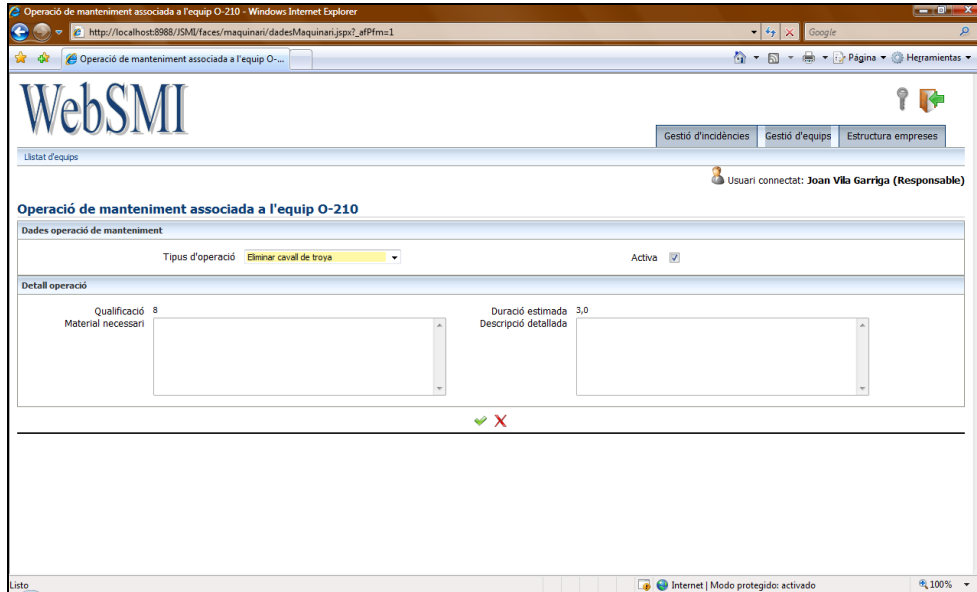 Operació de manteniment associada a l'equip O-210 - Windows Internet Explorer
http://localhost:8988/JSMI/faces/maquinari/dadesMaquinari.jspx?_afPfm=1
Google
Operació de manteniment associada a l'equip O-...
Página
Herramientas
WebSMI
Gestió d'incidències
Gestió d'equips
Estructura empreses
Llistat d'equips
Usuari connectat: Joan Vila Garriga (Responsable)
Operació de manteniment associada a l'equip O-210
Dades operació de manteniment
Tipus d'operació Eliminar cavall de troya
Activa
Detall operació
Qualificació 8
Duració estimada 3,0
Material necessari
Descripció detallada
Listo
Internet | Modo protegido: activado
100%